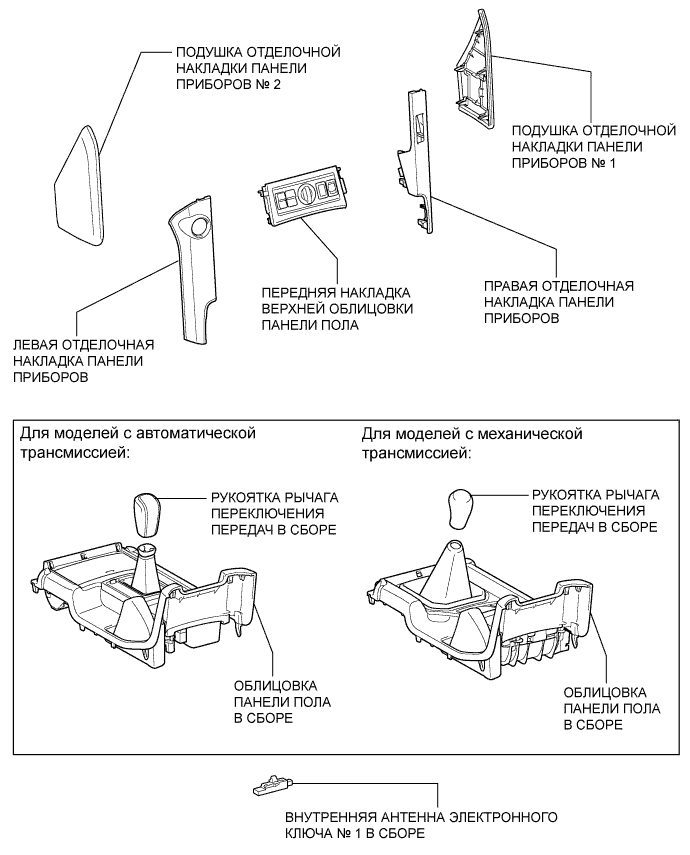 ПОДУШКА ОТДЕЛОЧНОЙ
НАКЛАДКИ ПАНЕЛИ
ПРИБОРОВ № 2
ПОДУШКА ОТДЕЛОЧНОЙ
НАКЛАДКИ ПАНЕЛИ
ПРИБОРОВ № 1
ПЕРЕДНЯЯ НАКЛАДКА
ВЕРХНЕЙ ОБЛИЦОВКИ
ПАНЕЛИ ПОЛА
ПРАВАЯ ОТДЕЛОЧНАЯ
НАКЛАДКА ПАНЕЛИ
ПРИБОРОВ
ЛЕВАЯ ОТДЕЛОЧНАЯ
НАКЛАДКА ПАНЕЛИ
ПРИБОРОВ
Для моделей с автоматической
трансмиссией:
РУКОЯТКА РЫЧАГА
ПЕРЕКЛЮЧЕНИЯ
ПЕРЕДАЧ В СБОРЕ
ОБЛИЦОВКА
ПАНЕЛИ ПОЛА
В СБОРЕ
Для моделей с механической
трансмиссией:
РУКОЯТКА РЫЧАГА
ПЕРЕКЛЮЧЕНИЯ
ПЕРЕДАЧ В СБОРЕ
ОБЛИЦОВКА
ПАНЕЛИ ПОЛА
В СБОРЕ
ВНУТРЕННЯЯ АНТЕННА ЭЛЕКТРОННОГО
КЛЮЧА № 1 В СБОРЕ